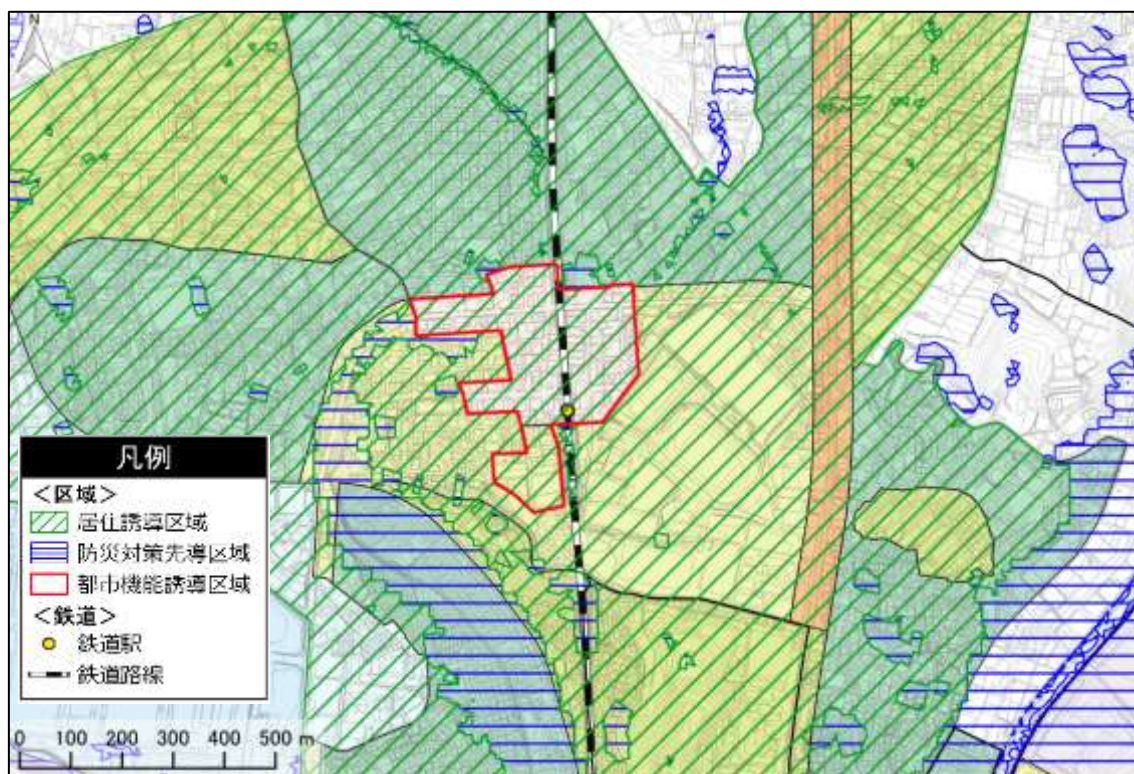 N
凡例
<区域>
居住誘導区域
防災対策先導区域
都市機能誘導区域
<鉄道>
鉄道駅
鉄道路線
0 100 200 300 400 500 m